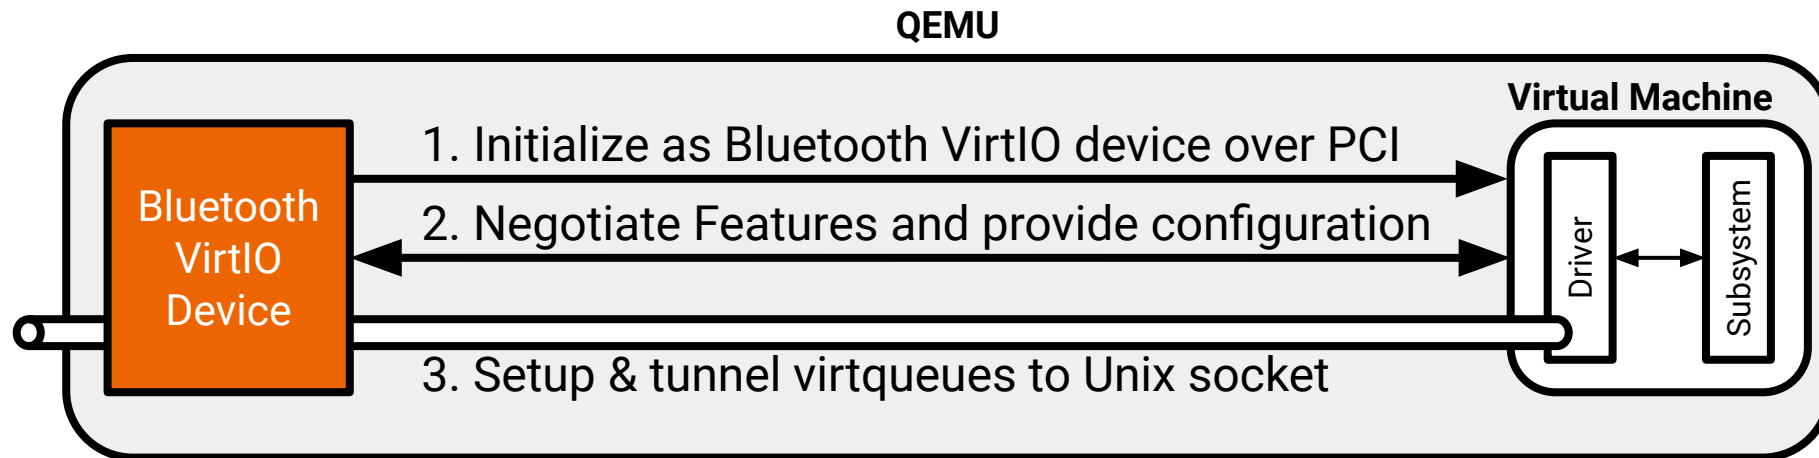 QEMU
Virtual Machine
Bluetooth
VirtIO
Device
1. Initialize as Bluetooth VirtIO device over PCI
2. Negotiate Features and provide configuration
3. Setup & tunnel virtqueues to Unix socket
Driver
Subsystem